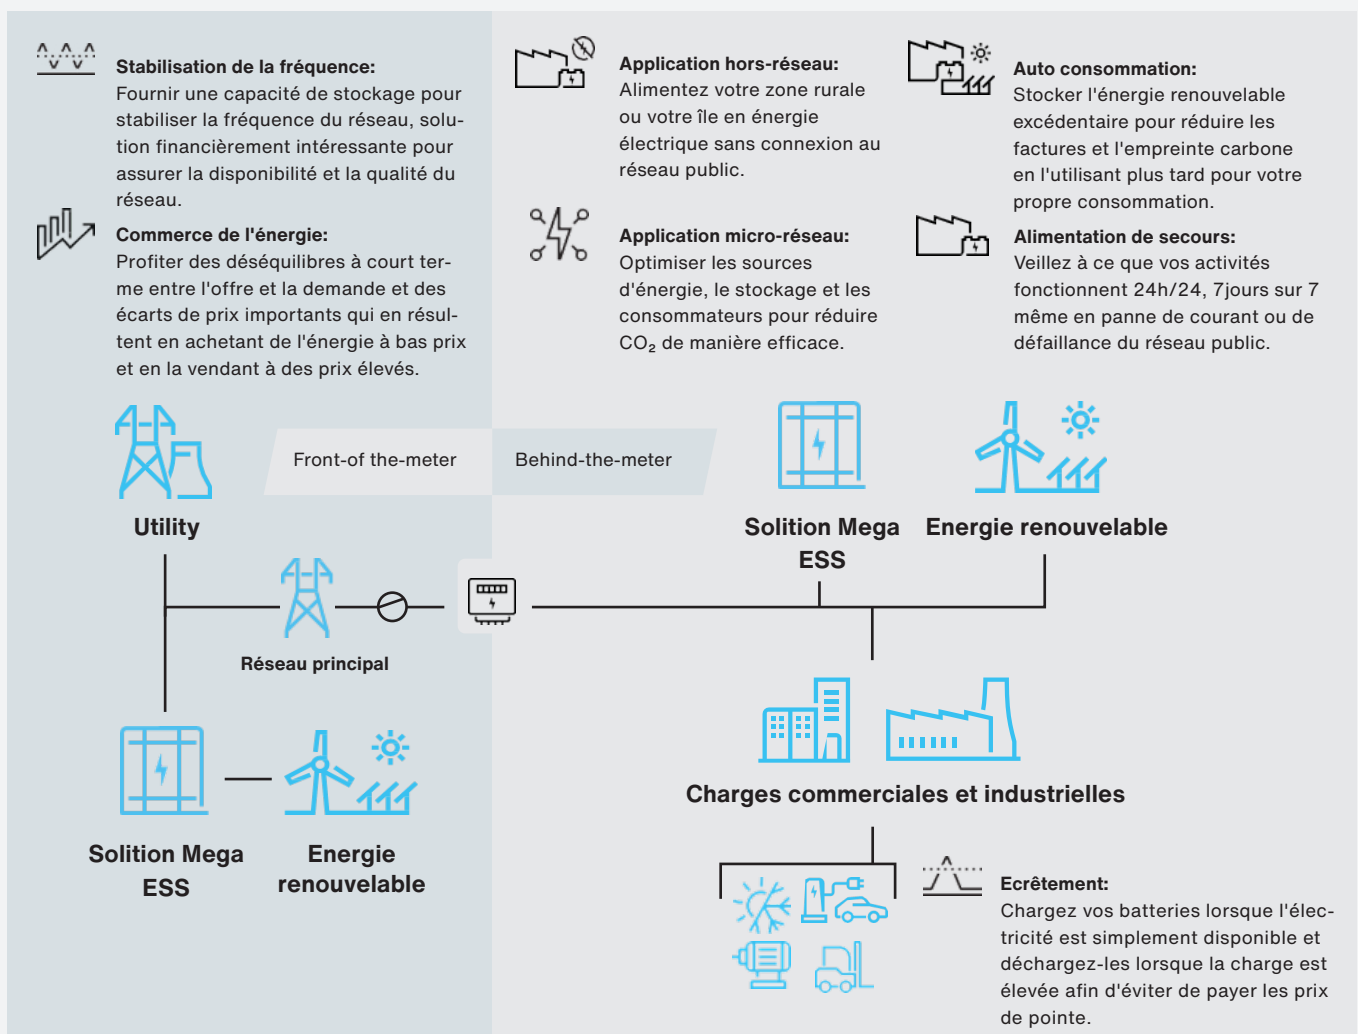 Stabilisation de la fréquence:
Fournir une capacité de stockage pour
stabiliser la fréquence du réseau, solu-
tion financièrement intéressante pour
assurer la disponibilité et la qualité du
réseau.
Commerce de l'énergie:
Profiter des déséquilibres à court ter-
me entre l'offre et la demande et des
écarts de prix importants qui en résul-
tent en achetant de l'énergie à bas prix
et en la vendant à des prix élevés.
Application hors-réseau:
Alimentez votre zone rurale
ou votre île en énergie
électrique sans connexion au
réseau public.
Application micro-réseau:
Optimiser les sources
d'énergie, le stockage et les
consommateurs pour réduire
CO₂ de manière efficace.
Auto consommation:
Stocker l'énergie renouvelable
excédentaire pour réduire les
factures et l'empreinte carbone
en l'utilisant plus tard pour votre
propre consommation.
Alimentation de secours:
Veillez à ce que vos activités
fonctionnent 24h/24, 7jours sur 7
même en panne de courant ou de
défaillance du réseau public.
Front-of the-meter
Behind-the-meter
Utility
Solition Mega
ESS
Energie renouvelable
Réseau principal
Solition Mega
ESS
Energie
renouvelable
Charges commerciales et industrielles
Ecrêtement:
Chargez vos batteries lorsque l'élec-
tricité est simplement disponible et
déchargez-les lorsque la charge est
élevée afin d'éviter de payer les prix
de pointe.